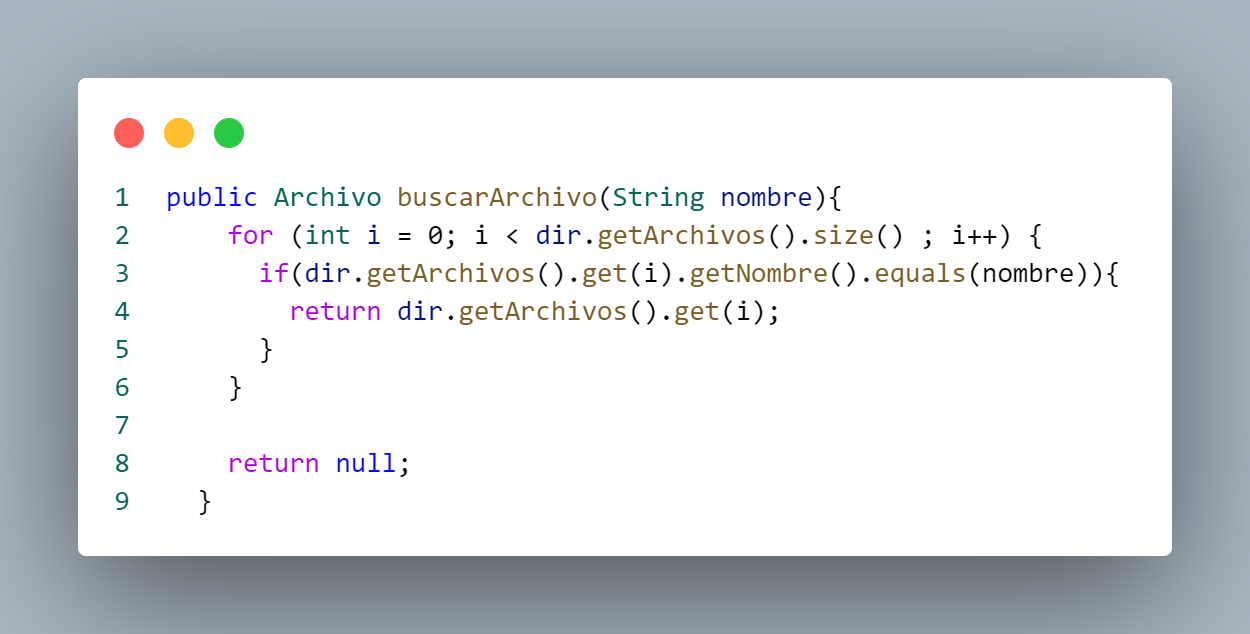 1 public Archivo buscarArchivo(String nombre){
2 for (int i = 0; i < dir.getArchivos().size() ; i++) {
3 if(dir.getArchivos().get(i).getNombre().equals(nombre)){
4 return dir.getArchivos().get(i);
5 }
6 }
7
8 return null;
9 }